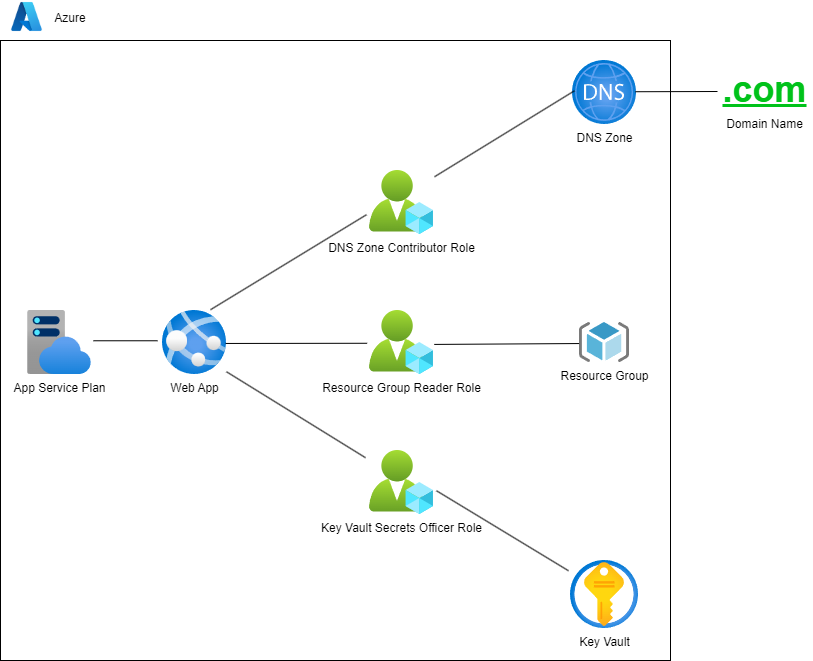 Azure
DNS
.com
DNS Zone
Domain Name
DNS Zone Contributor Role
App Service Plan
Web App
Resource Group Reader Role
Resource Group
Key Vault Secrets Officer Role
Key Vault